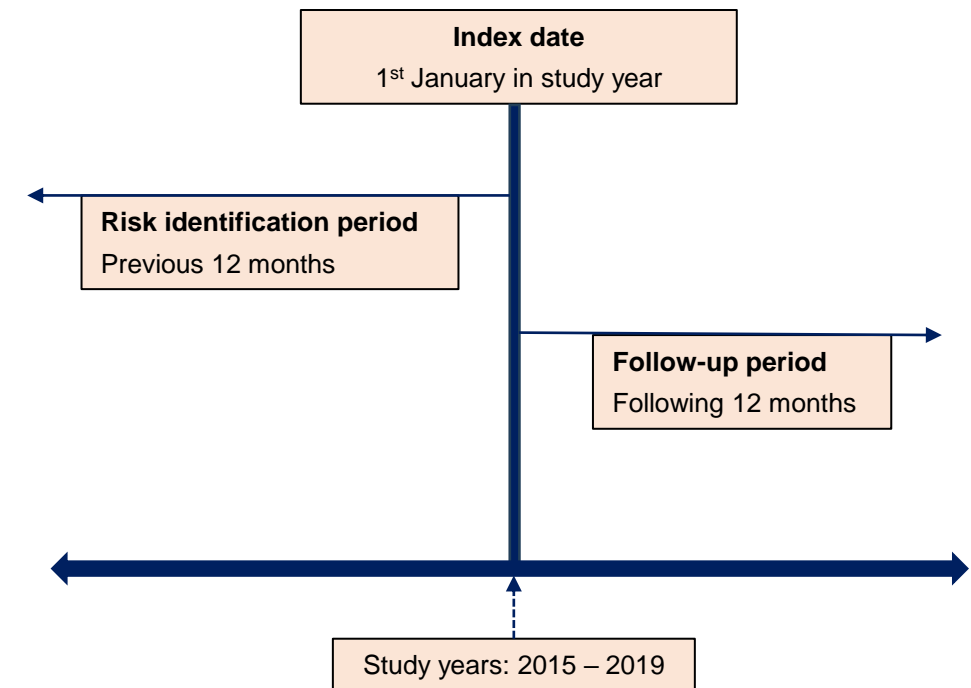 Index date
1st January in study year
Risk identification period
Previous 12 months
Follow-up period
Following 12 months
Study years: 2015 – 2019